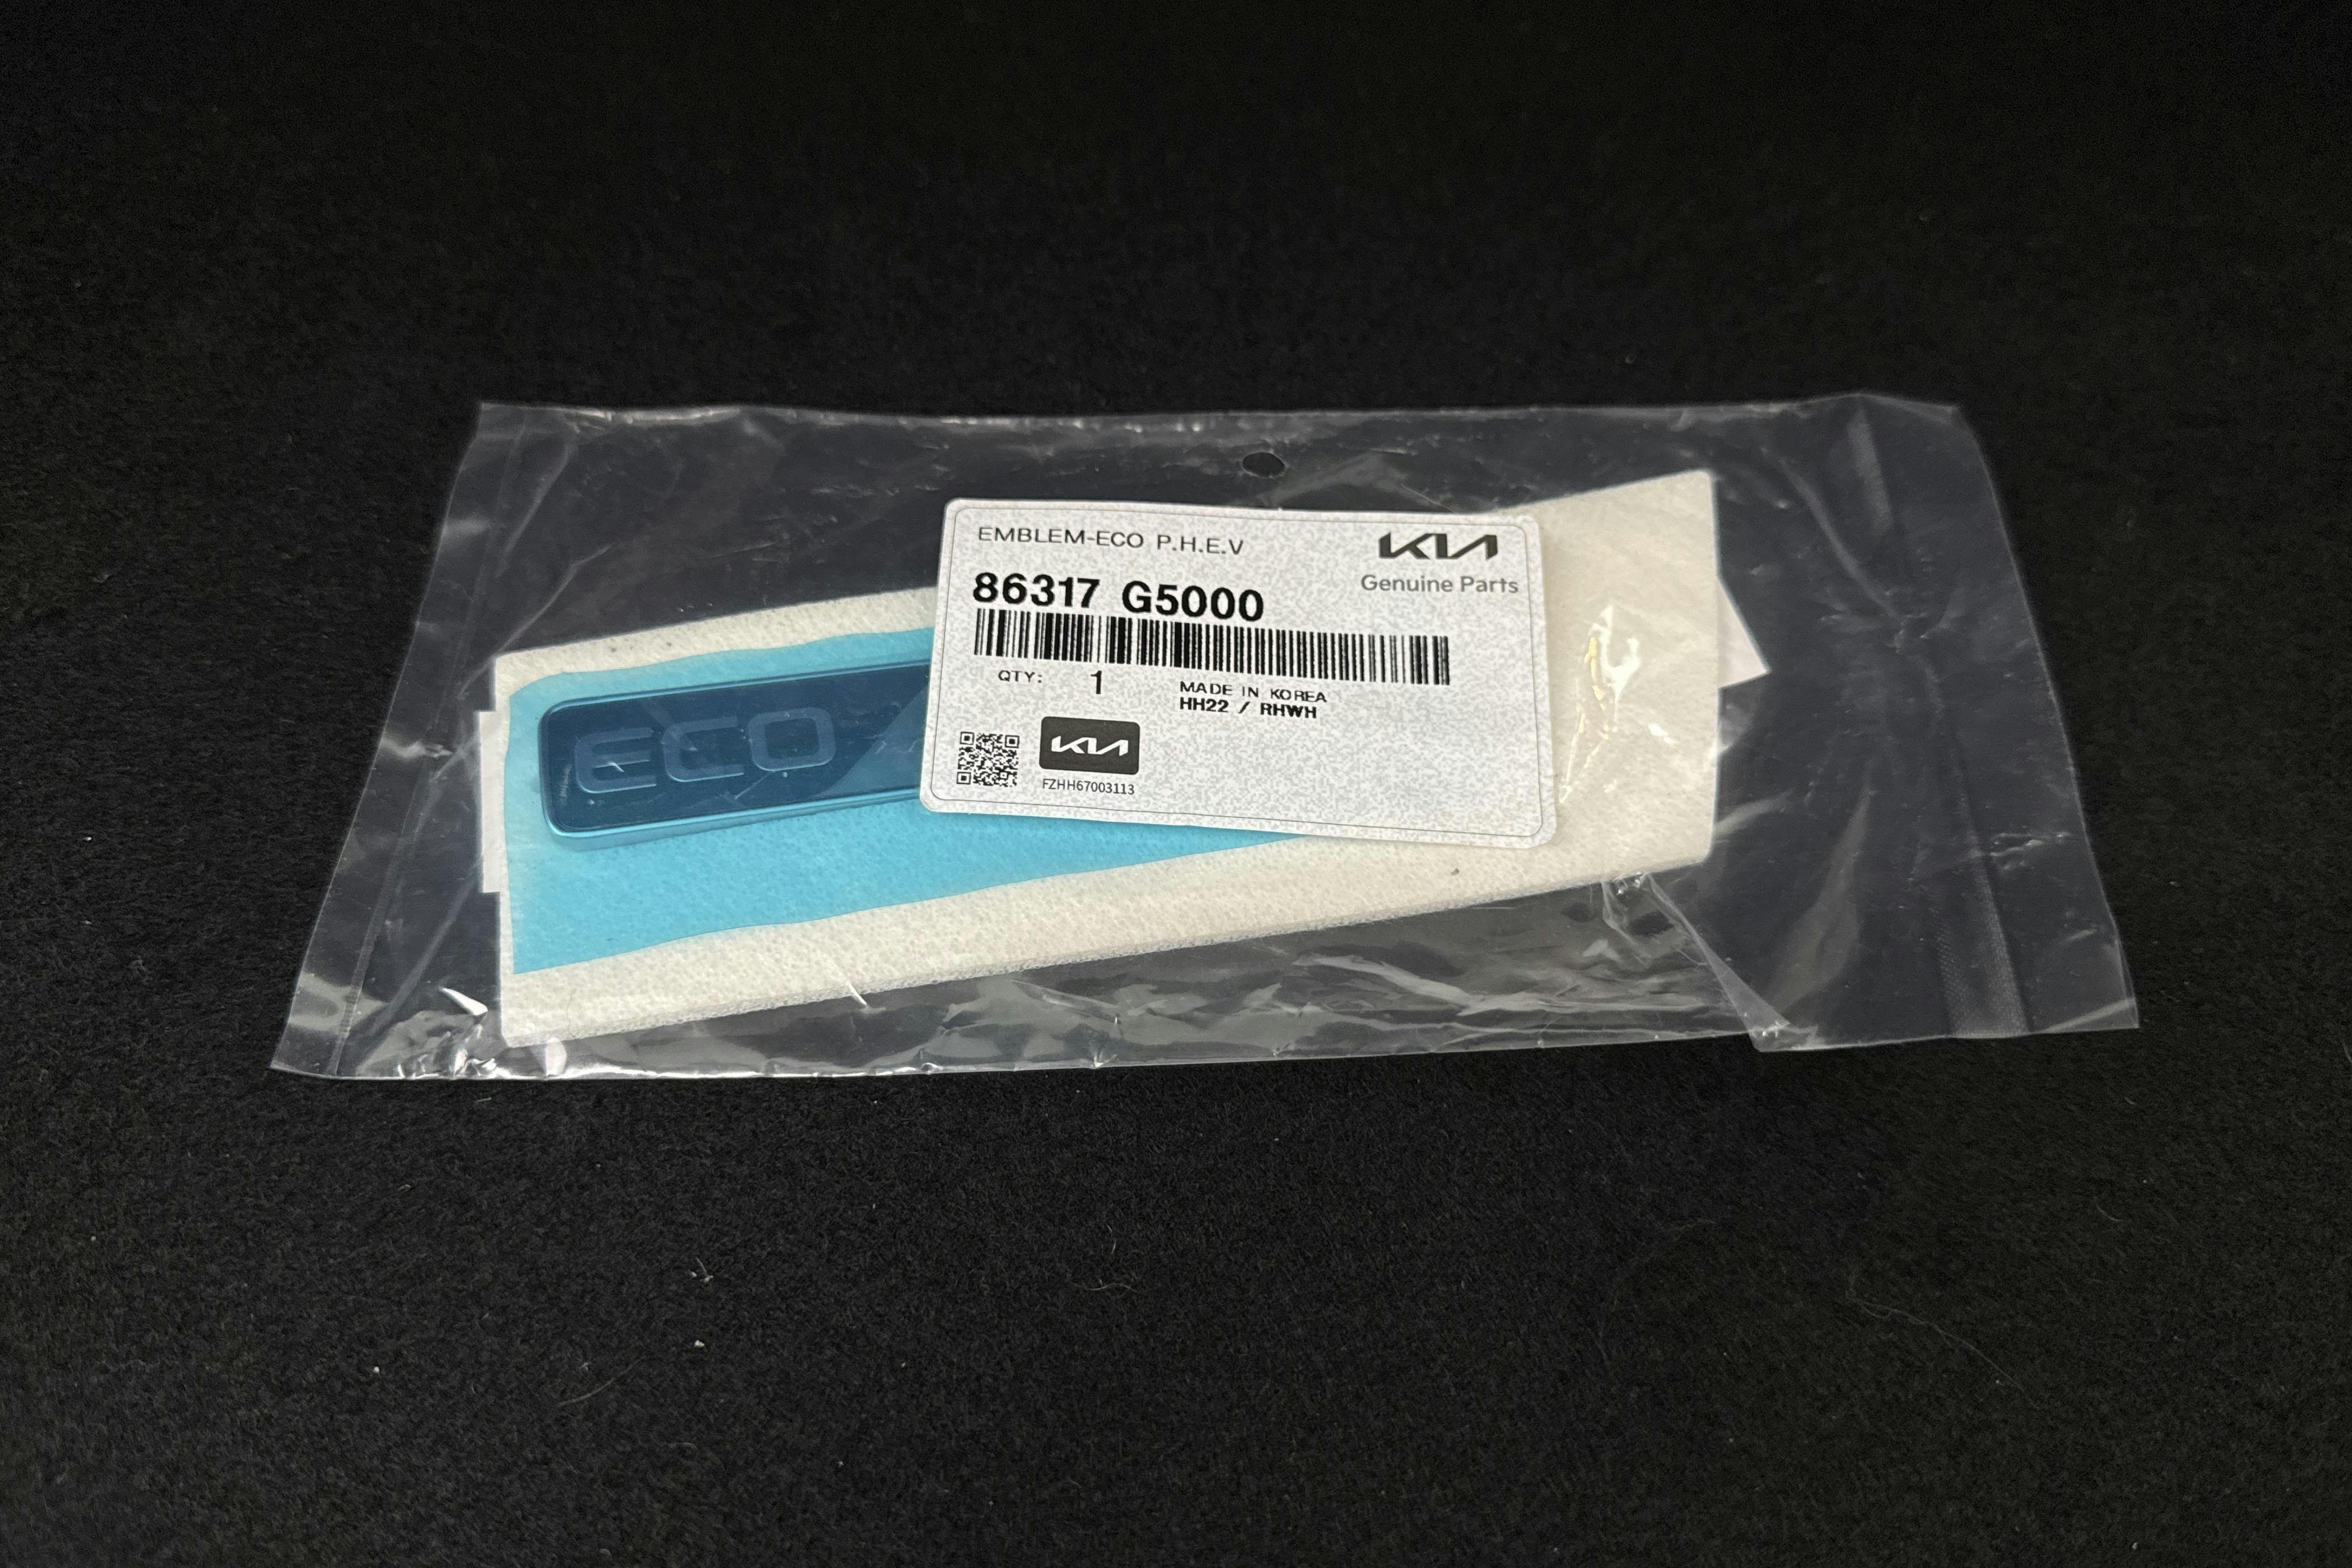 EMBLEM-ECO P.H.E.V
KIA
Genuine Parts
86317 G5000
QTY: 1
MADE IN KOREA
HH22 / RHWH
KIA
FZHH67003113
ECO